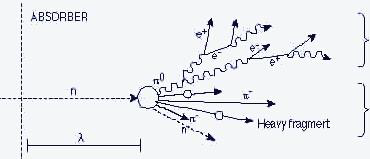 ABSORBER
e+
e-
e-
e+
π0
n
π-
Heavy fragment
π-
n
λ